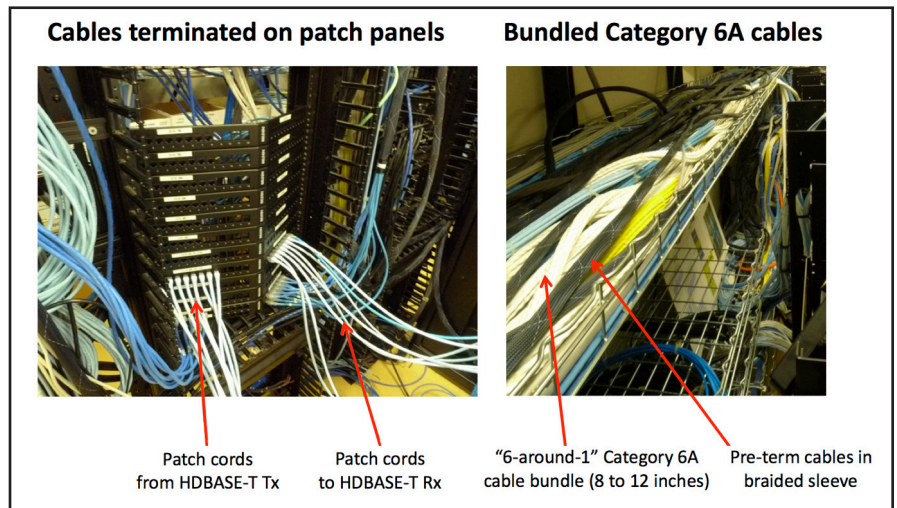 Cables terminated on patch panels
Bundled Category 6A cables
Patch cords
from HDBASE-T Tx
Patch cords
to HDBASE-T Rx
“6-around-1” Category 6A
cable bundle (8 to 12 inches)
Pre-term cables in
braided sleeve